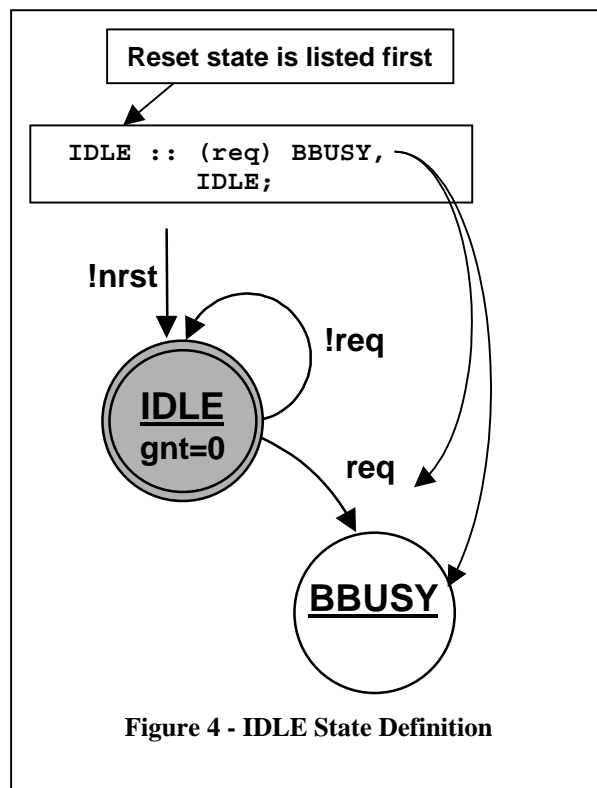 Reset state is listed first
IDLE :: (req) BBUSY,
IDLE;
!nrst
!req
IDLE
gnt=0
req
BBUSY
Figure 4 - IDLE State Definition